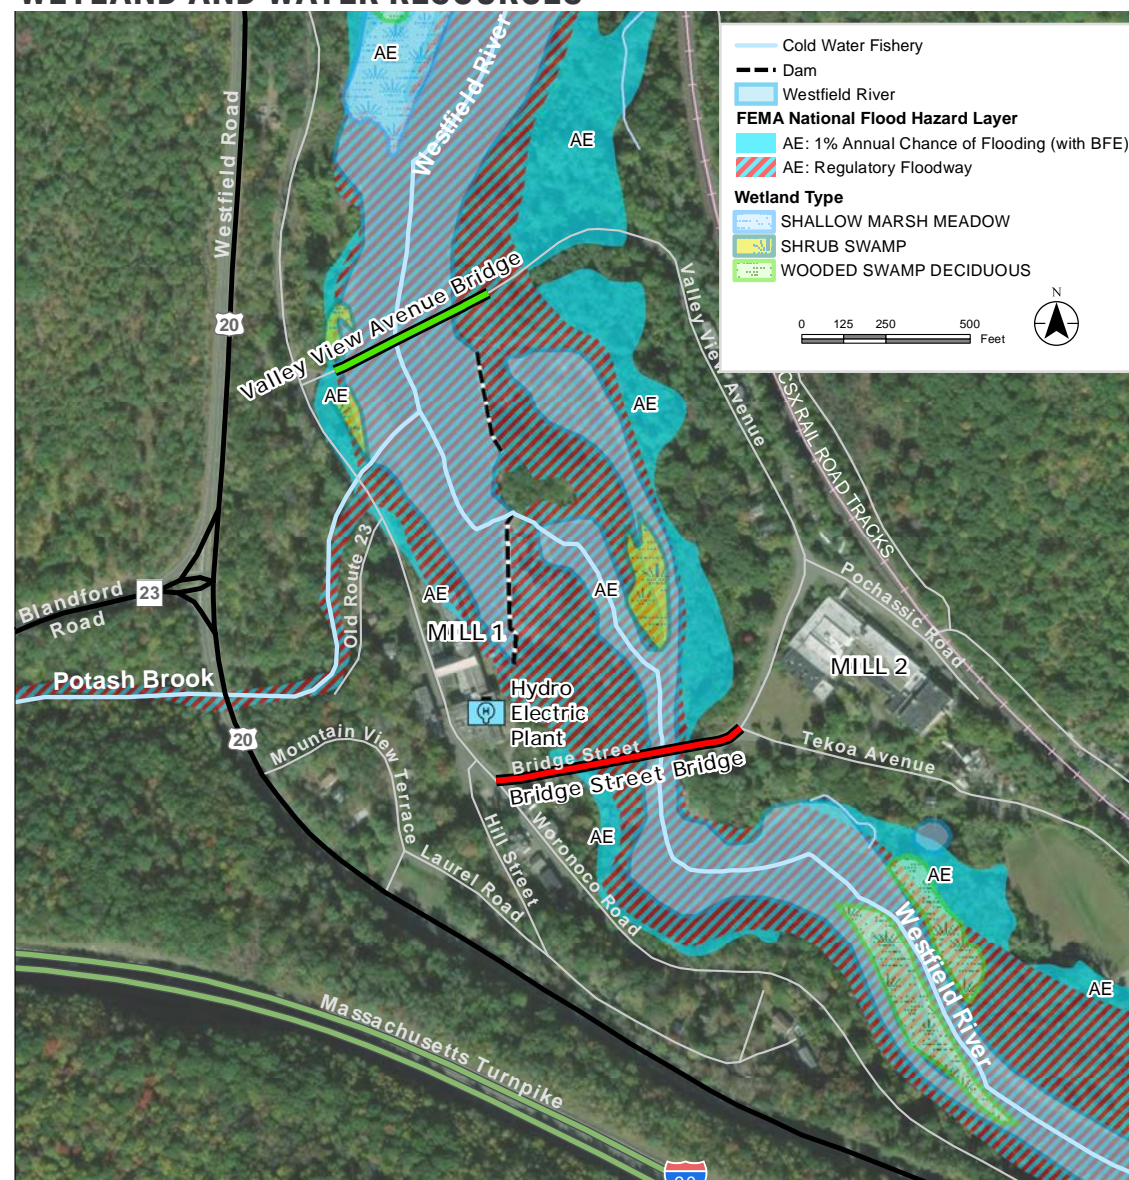 WETLAND AND WATER RESOURCES
Cold Water Fishery
Dam
Westfield River
FEMA National Flood Hazard Layer
AE: 1% Annual Chance of Flooding (with BFE)
AE: Regulatory Floodway
Wetland Type
SHALLOW MARSH MEADOW
SHRUB SWAMP
WOODED SWAMP DECIDUOUS
N
0 125 250 500
Feet
AE
Westfield River
AE
Westfield Road
20
Valley View Avenue Bridge
Valley View Avenue
AE
AE
CSX RAIL ROAD TRACKS
Old Route 23
Blandford
Road
23
AE
AE
Pochassic Road
MILL 1
MILL 2
Potash Brook
Hydro
Electric
Plant
H
20
Mountain View Terrace
Bridge Street
Bridge Street Bridge
Tekoa Avenue
Hill Street
Woronoco Road
AE
Laurel Road
AE
Westfield River
AE
Massachusetts Turnpike